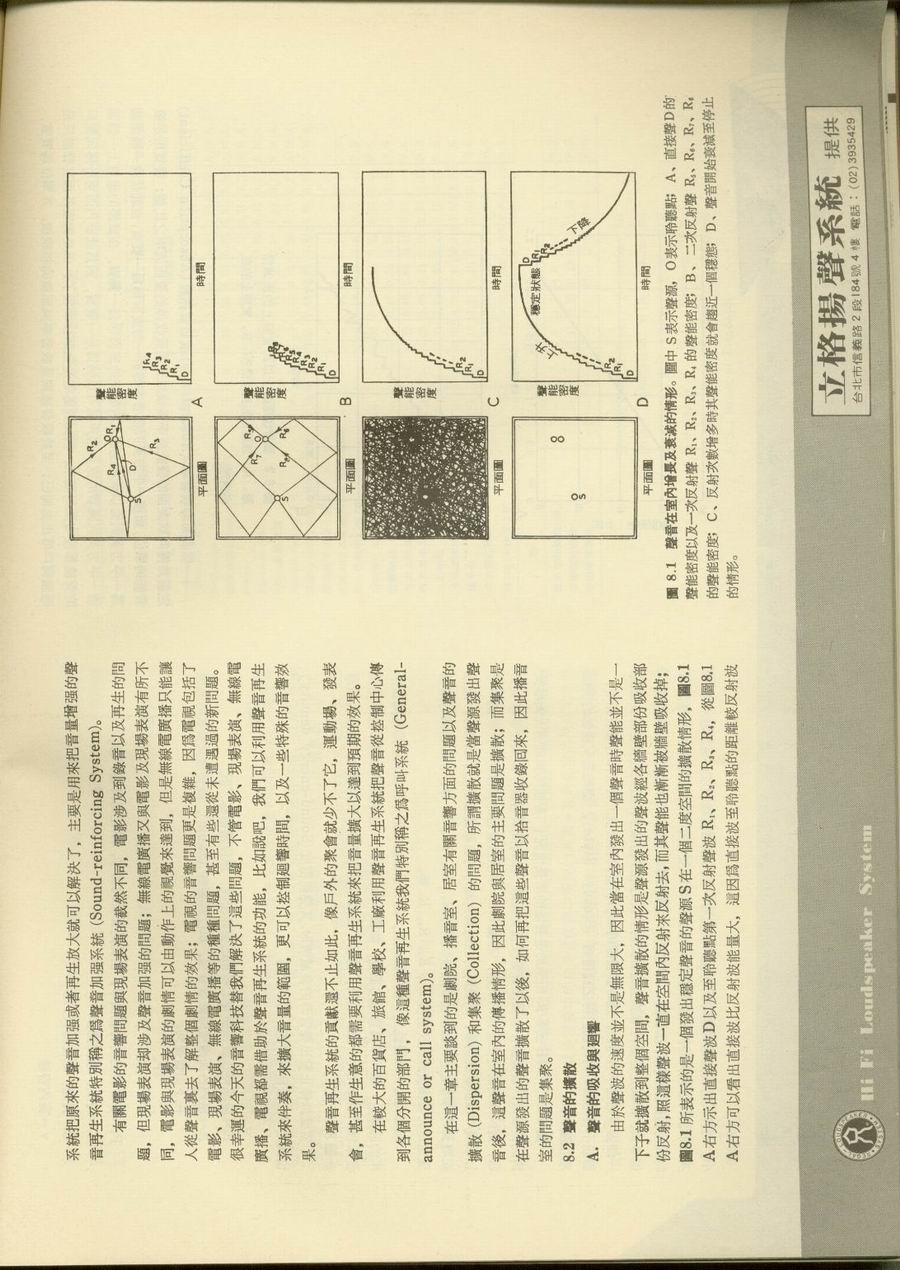 系統把原來的聲音加强或者再生放大就可以解決了，主要是用來把音量增强的聲
音再生系統特別稱之爲聲音加强系統 (Sound-reinforcing System)。
有關電影的音響問題與現場表演的截然不同，電影涉及到錄音以及再生的問
題，但現場表演却涉及聲音加强的問題；無線電廣播又與電影及現場表演有所不
同，電影與現場表演的劇情可以由動作上的視覺來達到，但是無線電廣播只能讓
人從聲音裏去了解整個劇情的效果；電視的音響問題更是複雜，因爲電視包括了
電影、現場表演、無線電廣播等的種種問題，甚至有些還從未遭遇過的新問題。
很幸運的今天的音響科技替我們解決了這些問題，不管電影、現場表演、無線電
廣播、電視都需借助於聲音再生系統的功能，比如說吧，我們可以利用聲音再生
系統來伴奏，來擴大音量的範圍，更可以控制廻響時間，以及一些特殊的音響效
果。
聲音再生系統的貢獻還不止如此，像戶外的聚會就少不了它，運動場、發表
會，甚至作生意的都需要利用聲音再生系統來把音量擴大以達到預期的效果。
在較大的百貨店、旅館、學校、工廠利用聲音再生系統把聲音從控制中心傳
到各個分開的部門，像這種聲音再生系統我們特別稱之爲呼叫系統 (General-
announce or call system)。
在這一章主要談到的是劇院、播音室、居室有關音響方面的問題以及聲音的
擴散 (Dispersion) 和集聚 (Collection) 的問題，所謂擴散就是當聲源發出聲
音後，這聲音在室內的傳播情形，因此劇院與居室的主要問題是擴散；而集聚是
在聲源發出的聲音擴散了以後，如何再把這些聲音以拾音器收錄回來，因此播音
室的問題是集聚。
8.2 聲音的擴散
A. 聲音的吸收與廻響
由於聲波的速度並不是無限大，因此當在室內發出一個聲音時聲能並不是一
下子就擴散到整個空間，聲音擴散的情形是聲源發出的聲波經各牆壁部份吸收部
份反射，照這樣聲波一直在空間內反射來反射去，而其聲能也漸漸被牆壁吸收掉；
圖8.1 所表示的是一個發出穩定聲音的聲源 S 在一個二度空間的擴散情形，圖8.1
A 右方示出直接聲波 D 以及至聆聽點第一次反射聲波 R₁、R₂、R₃、R₄，從圖8.1
A 右方可以看出直接波比反射波能量大，這因爲直接波至聆聽點的距離較反射波
R₂
O
R₁
R₄
D
R₃
S
平面圖
聲能密度
R₄
R₃
R₂
R₁
D
時間
A
R₅
O
R₇
R₆
R₈
S
平面圖
聲能密度
R₈
R₇
R₆
R₅
R₄
R₃
R₂
R₁
D
時間
B
平面圖
聲能密度
R₂
R₁
D
時間
C
O
S
平面圖
聲能密度
上升
穩定狀態
D
R₁
R₂
下降
R₂
R₁
D
時間
D
圖 8.1 聲音在室內增長及衰減的情形。圖中 S 表示聲源，O 表示聆聽點；A、直接聲 D 的
聲能密度以及一次反射聲 R₁、R₂、R₃、R₄ 的聲能密度；B、二次反射聲 R₅、R₆、R₇、R₈
的聲能密度；C、反射次數增多時其聲能密度就會趨近一個穩態；D、聲音開始衰減至停止
的情形。
Hi Fi Loudspeaker System
立格揚聲系統 提供
台北市信義路2段184號4樓 電話：(02)3935429